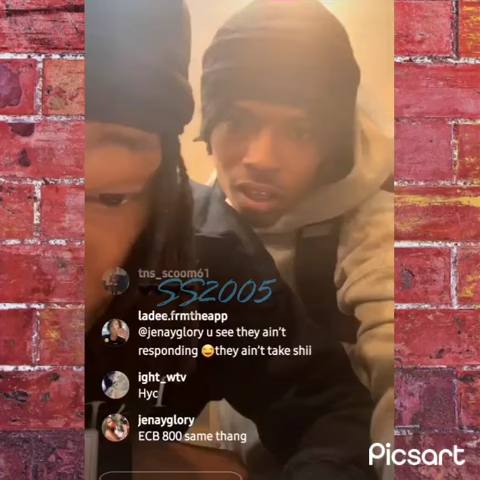 tns_scoom61
SS2005
ladee.frmtheapp
@jenayglory u see they ain't
responding 😂they ain't take shii
ight_wtv
Hyc
jenayglory
ECB 800 same thang
Picsart